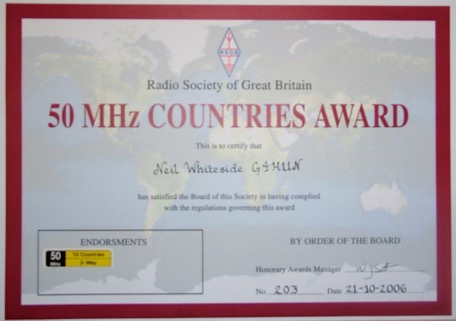 RSGB
Radio Society of Great Britain
50 MHz COUNTRIES AWARD
This is to certify that
Neil Whiteside G4HUN
has satisfied the Board of this Society in having complied
with the regulations governing this award
ENDORSMENTS
50 MHz 10 Countries 2-Way
BY ORDER OF THE BOARD
Honorary Awards Manager
No. 203 Date 21-10-2006